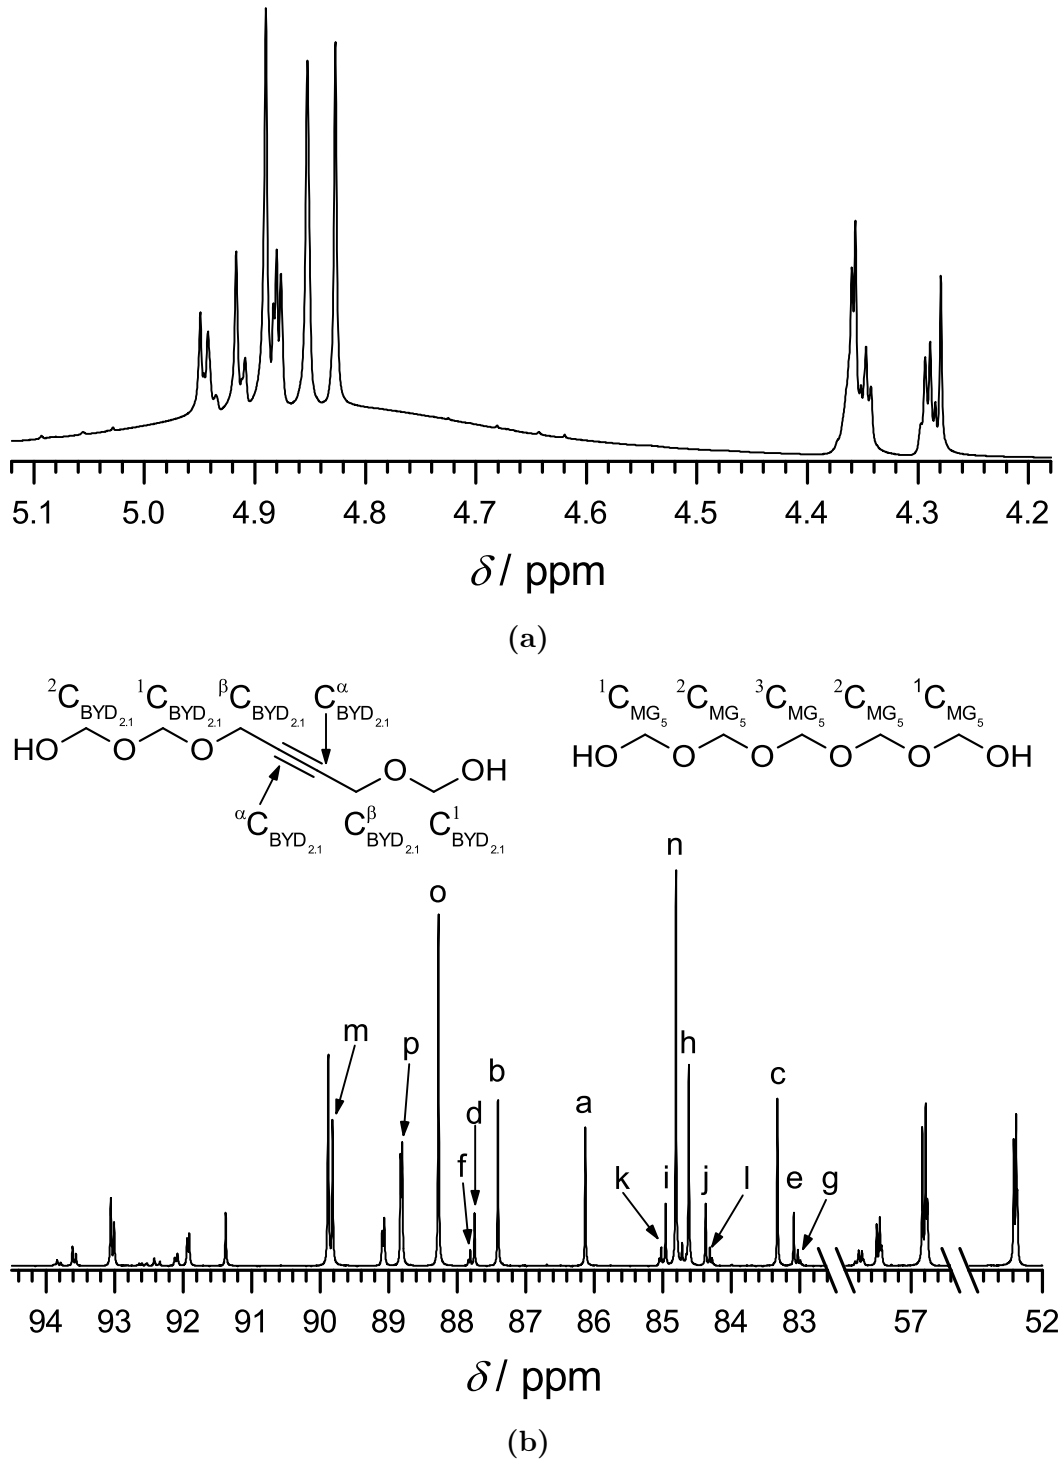 5.1 5.0 4.9 4.8 4.7 4.6 4.5 4.4 4.3 4.2
δ / ppm
(a)
²C_BYD₂.₁ ¹C_BYD₂.₁ ᵝC_BYD₂.₁ C^α_BYD₂.₁
¹C_MG₅ ²C_MG₅ ³C_MG₅ ²C_MG₅ ¹C_MG₅
HO O O O OH
HO O O O O OH
ᵅC_BYD₂.₁ C^β_BYD₂.₁ C^1_BYD₂.₁
n
o
m p h
b
d a c
f k i j l e g
94 93 92 91 90 89 88 87 86 85 84 83 57 52
δ / ppm
(b)